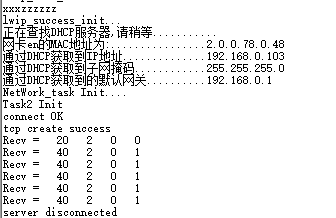 xxxzzzzzz
lwip_success_init...
正在查找DHCP服务器,请稍等...........
网卡en的MAC地址为:................2.0.0.78.0.48
通过DHCP获取到IP地址..............192.168.0.103
通过DHCP获取到子网掩码............255.255.255.0
通过DHCP获取到的默认网关..........192.168.0.1
NetWork_task Init....
Task2 Init
connect OK
tcp create success
Recv = 20 2 0 0
Recv = 40 2 0 1
Recv = 40 2 0 1
Recv = 40 2 0 1
Recv = 40 2 0 1
Recv = 40 2 0 1
server disconnected